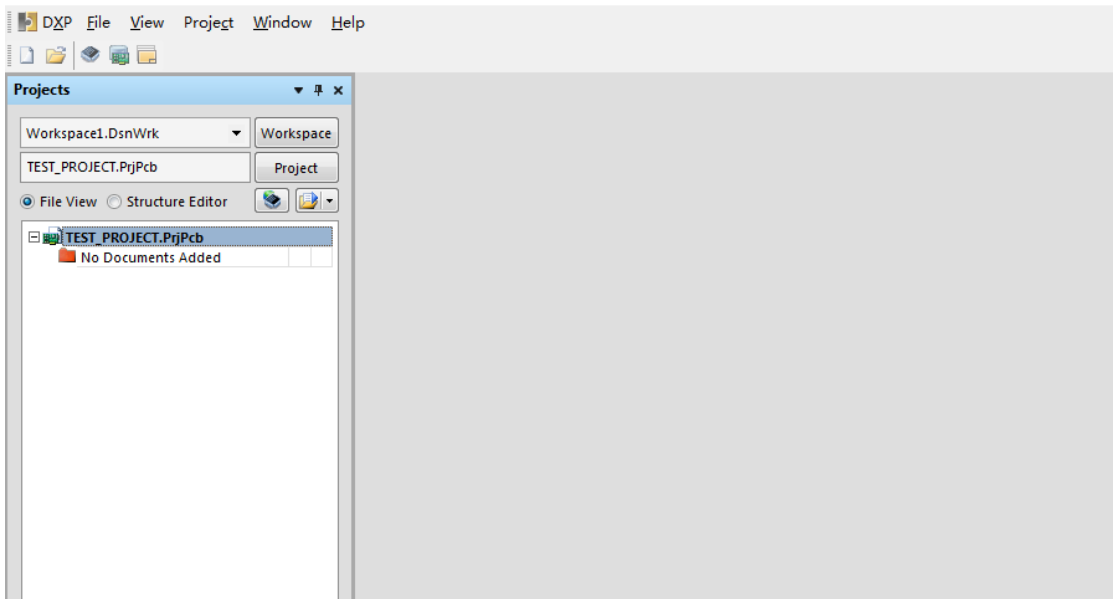 DXP File View Project Window Help
Projects
Workspace1.DsnWrk Workspace
TEST_PROJECT.PrjPcb Project
File View Structure Editor
TEST_PROJECT.PrjPcb
No Documents Added